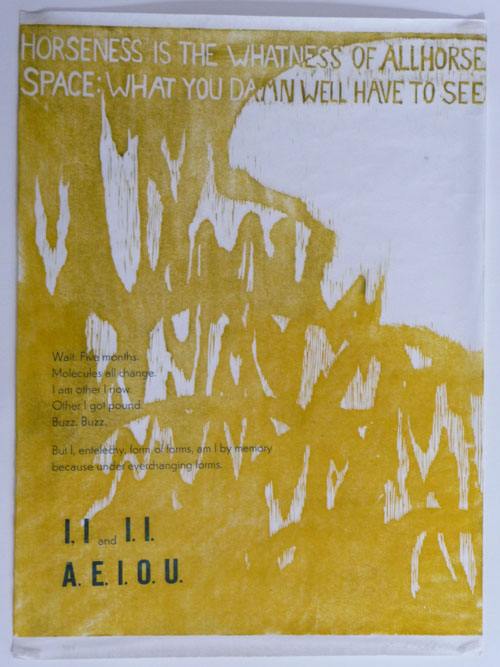 HORSENESS IS THE WHATNESS OF ALLHORSE
SPACE: WHAT YOU DAMN WELL HAVE TO SEE
Wait. Five months.
Molecules all change.
I am other I now.
Other I got pound.
Buzz. Buzz.
But I, entelechy, form of forms, am I by memory
because under everchanging forms.
I, I and I. I.
A. E. I. O. U.